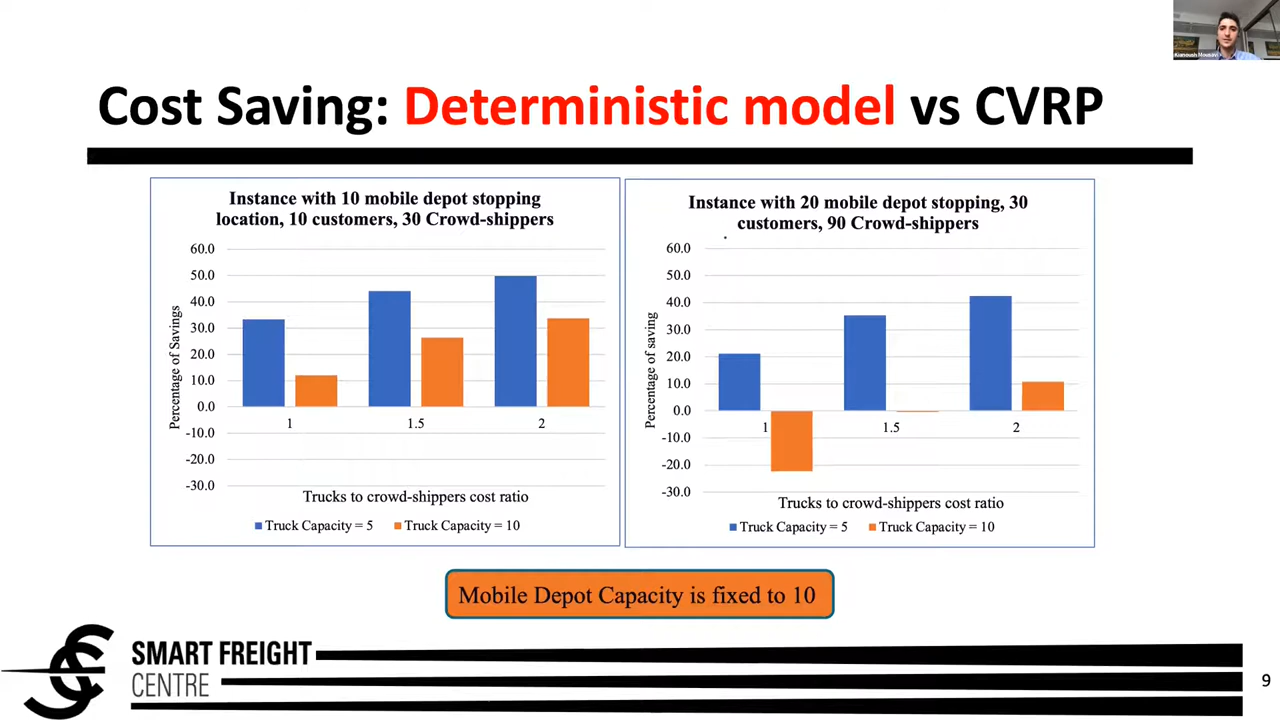 Kianoush Mousavi
Cost Saving: Deterministic model vs CVRP
Instance with 10 mobile depot stopping
location, 10 customers, 30 Crowd-shippers
60.0
50.0
40.0
30.0
20.0
10.0
0.0
-10.0
-20.0
-30.0
Percentage of Savings
1
1.5
2
Trucks to crowd-shippers cost ratio
Truck Capacity = 5
Truck Capacity = 10
Instance with 20 mobile depot stopping, 30
customers, 90 Crowd-shippers
60.0
50.0
40.0
30.0
20.0
10.0
0.0
-10.0
-20.0
-30.0
Percentage of saving
1
1.5
2
Trucks to crowd-shippers cost ratio
Truck Capacity = 5
Truck Capacity = 10
Mobile Depot Capacity is fixed to 10
SMART FREIGHT
CENTRE
9